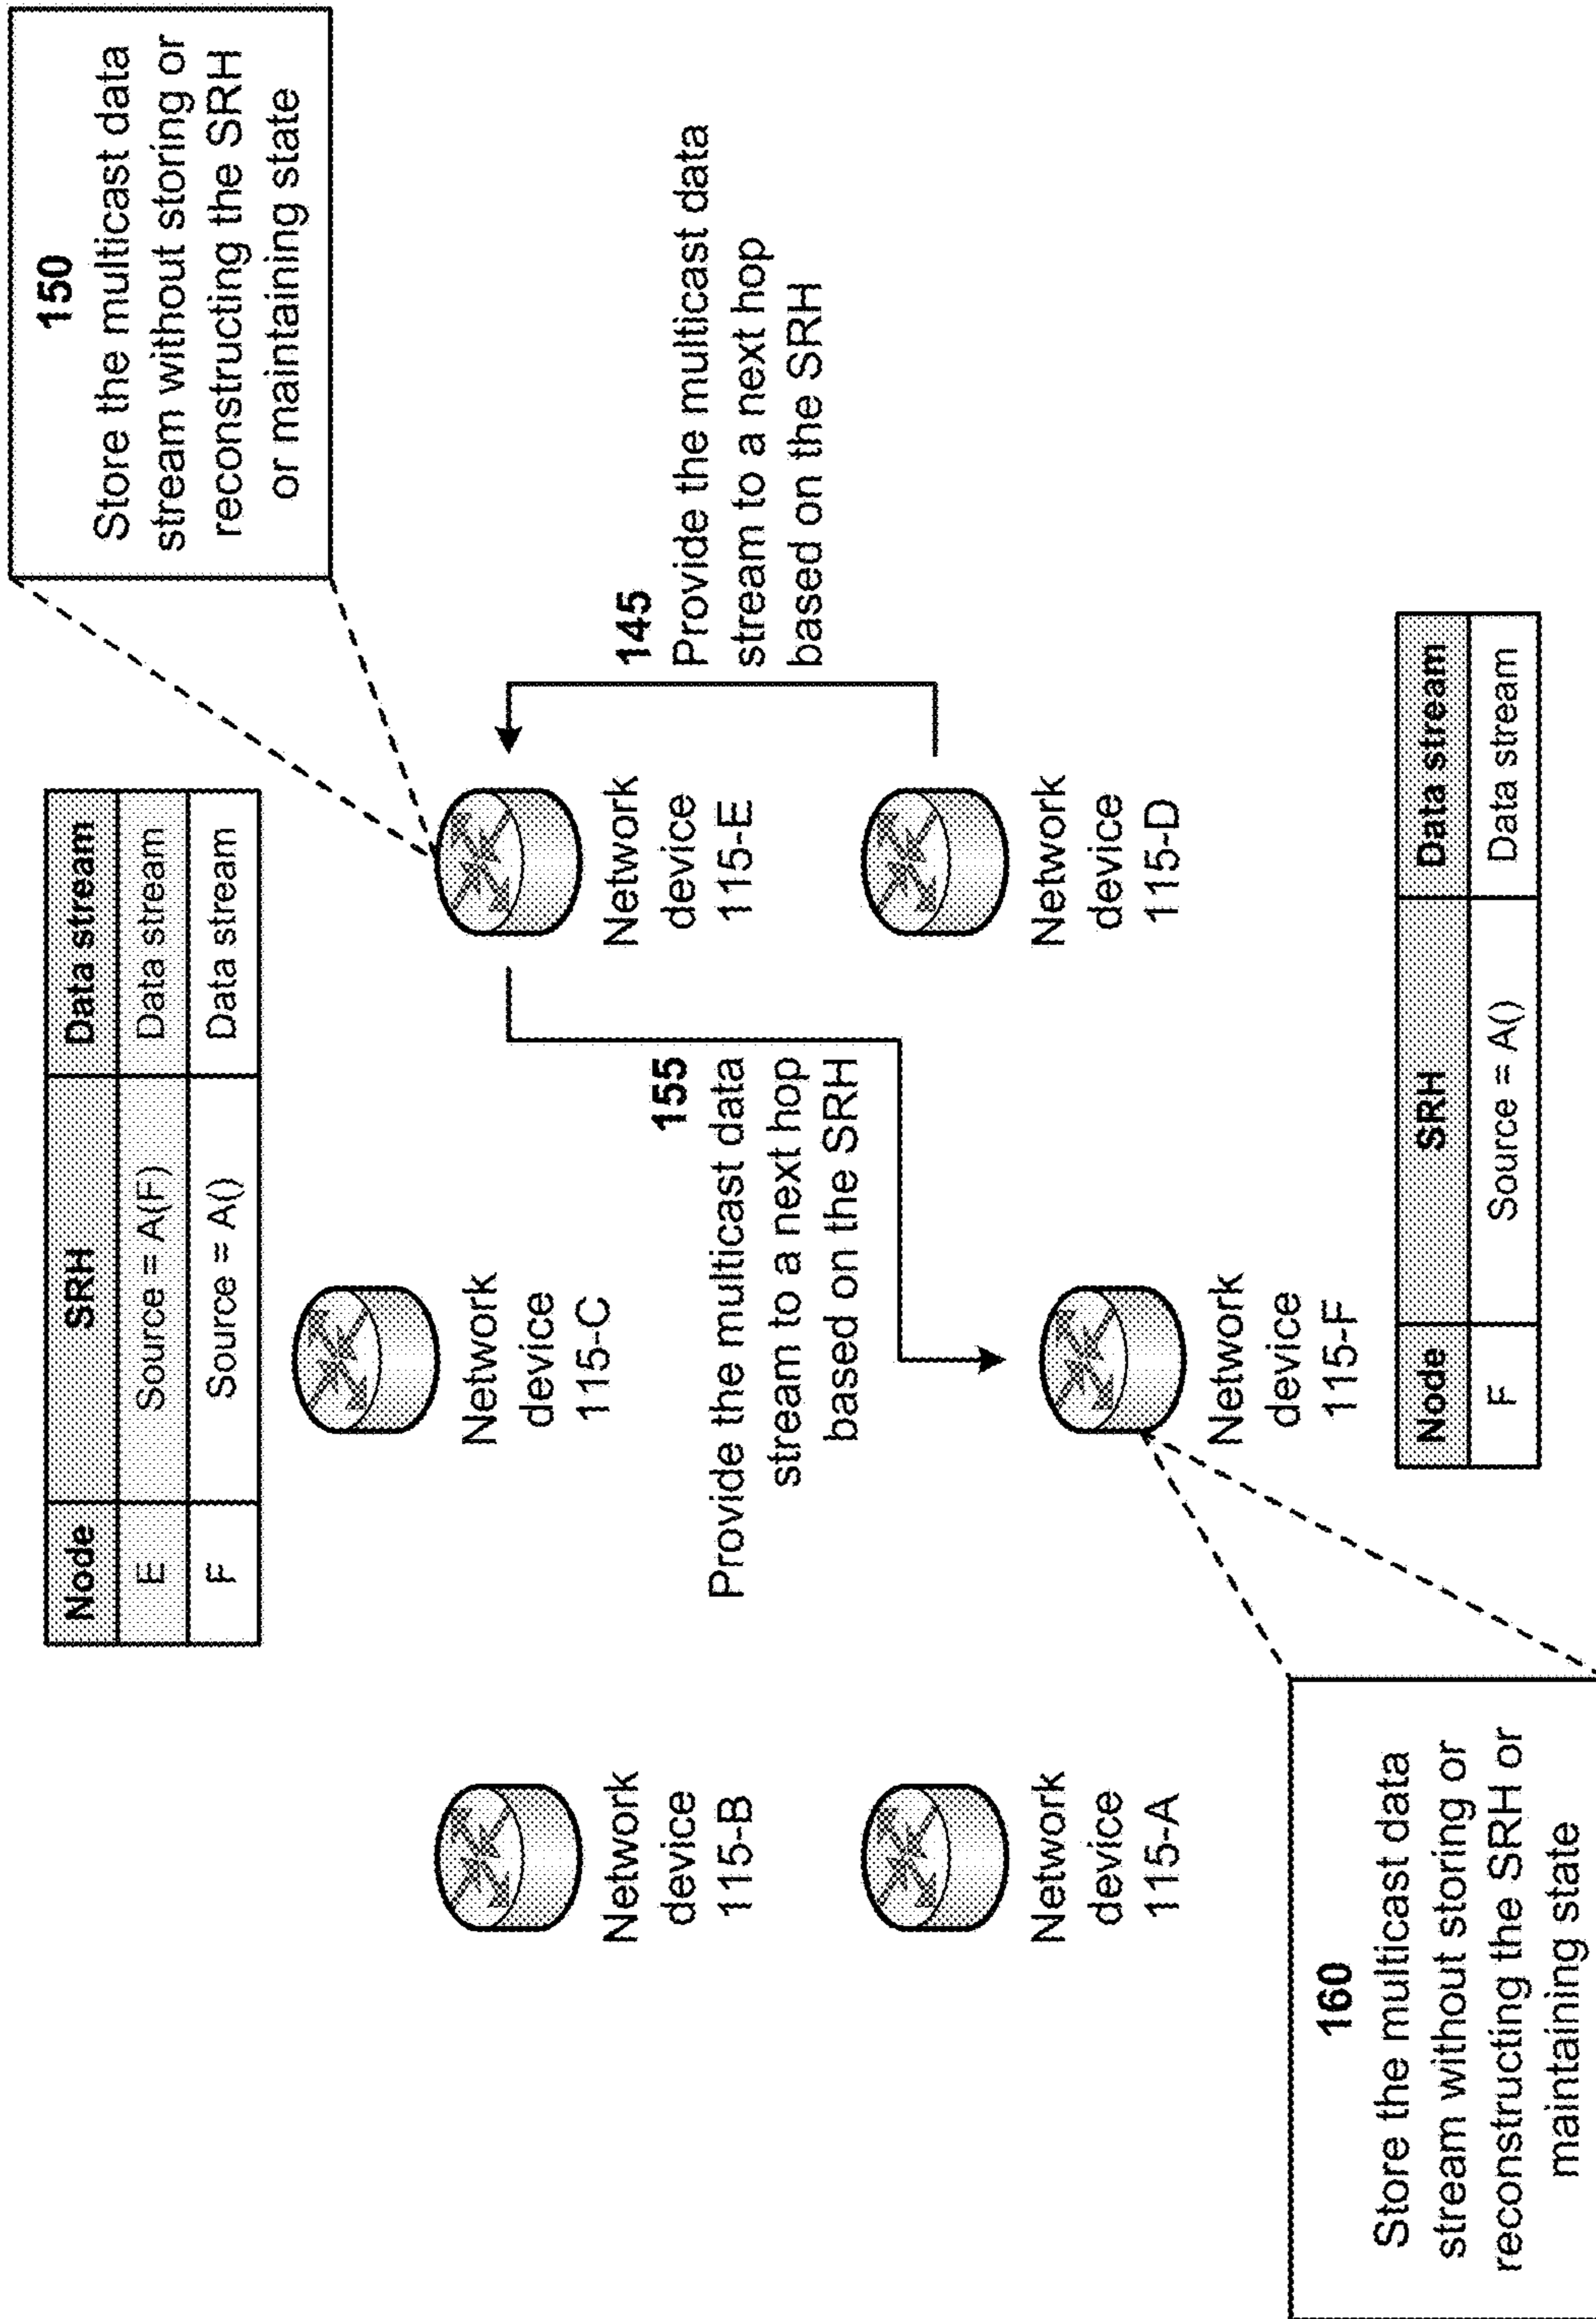 150
Store the multicast data
stream without storing or
reconstructing the SRH
or maintaining state
Node SRH Data stream
E Source = A(F) Data stream
F Source = A() Data stream
Network
device
115-C
Network
device
115-B
Network
device
115-E
145
Provide the multicast data
stream to a next hop
based on the SRH
155
Provide the multicast data
stream to a next hop
based on the SRH
Network
device
115-A
Network
device
115-D
Network
device
115-F
160
Store the multicast data
stream without storing or
reconstructing the SRH or
maintaining state
Node SRH Data stream
F Source = A() Data stream